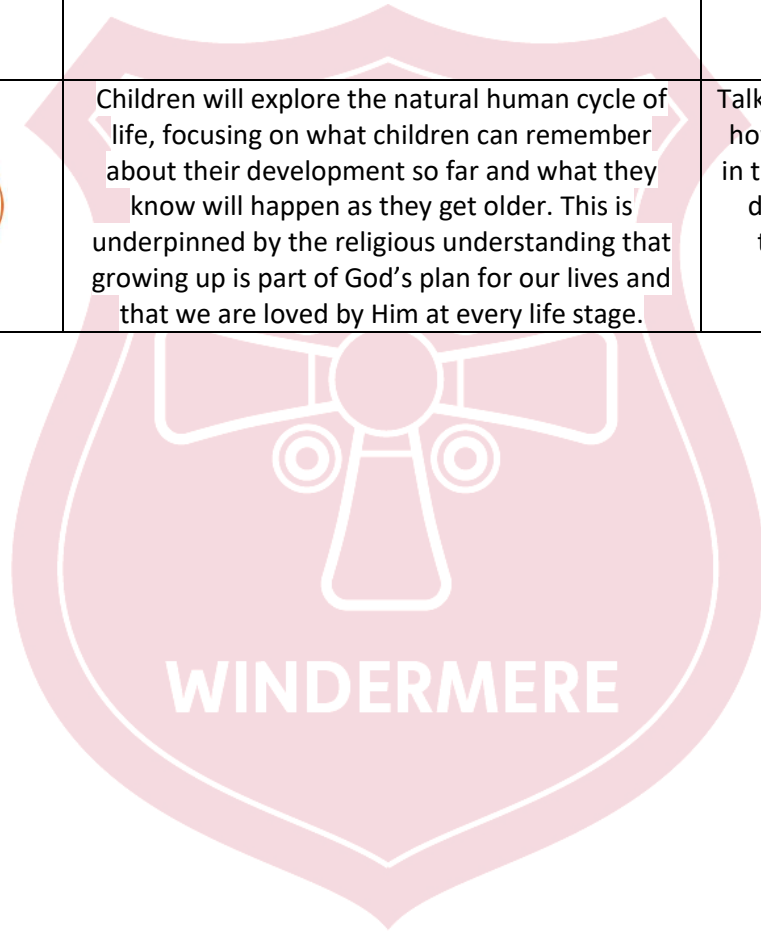 Children will explore the natural human cycle of
life, focusing on what children can remember
about their development so far and what they
know will happen as they get older. This is
underpinned by the religious understanding that
growing up is part of God’s plan for our lives and
that we are loved by Him at every life stage.
Talk
in t
WINDERMERE